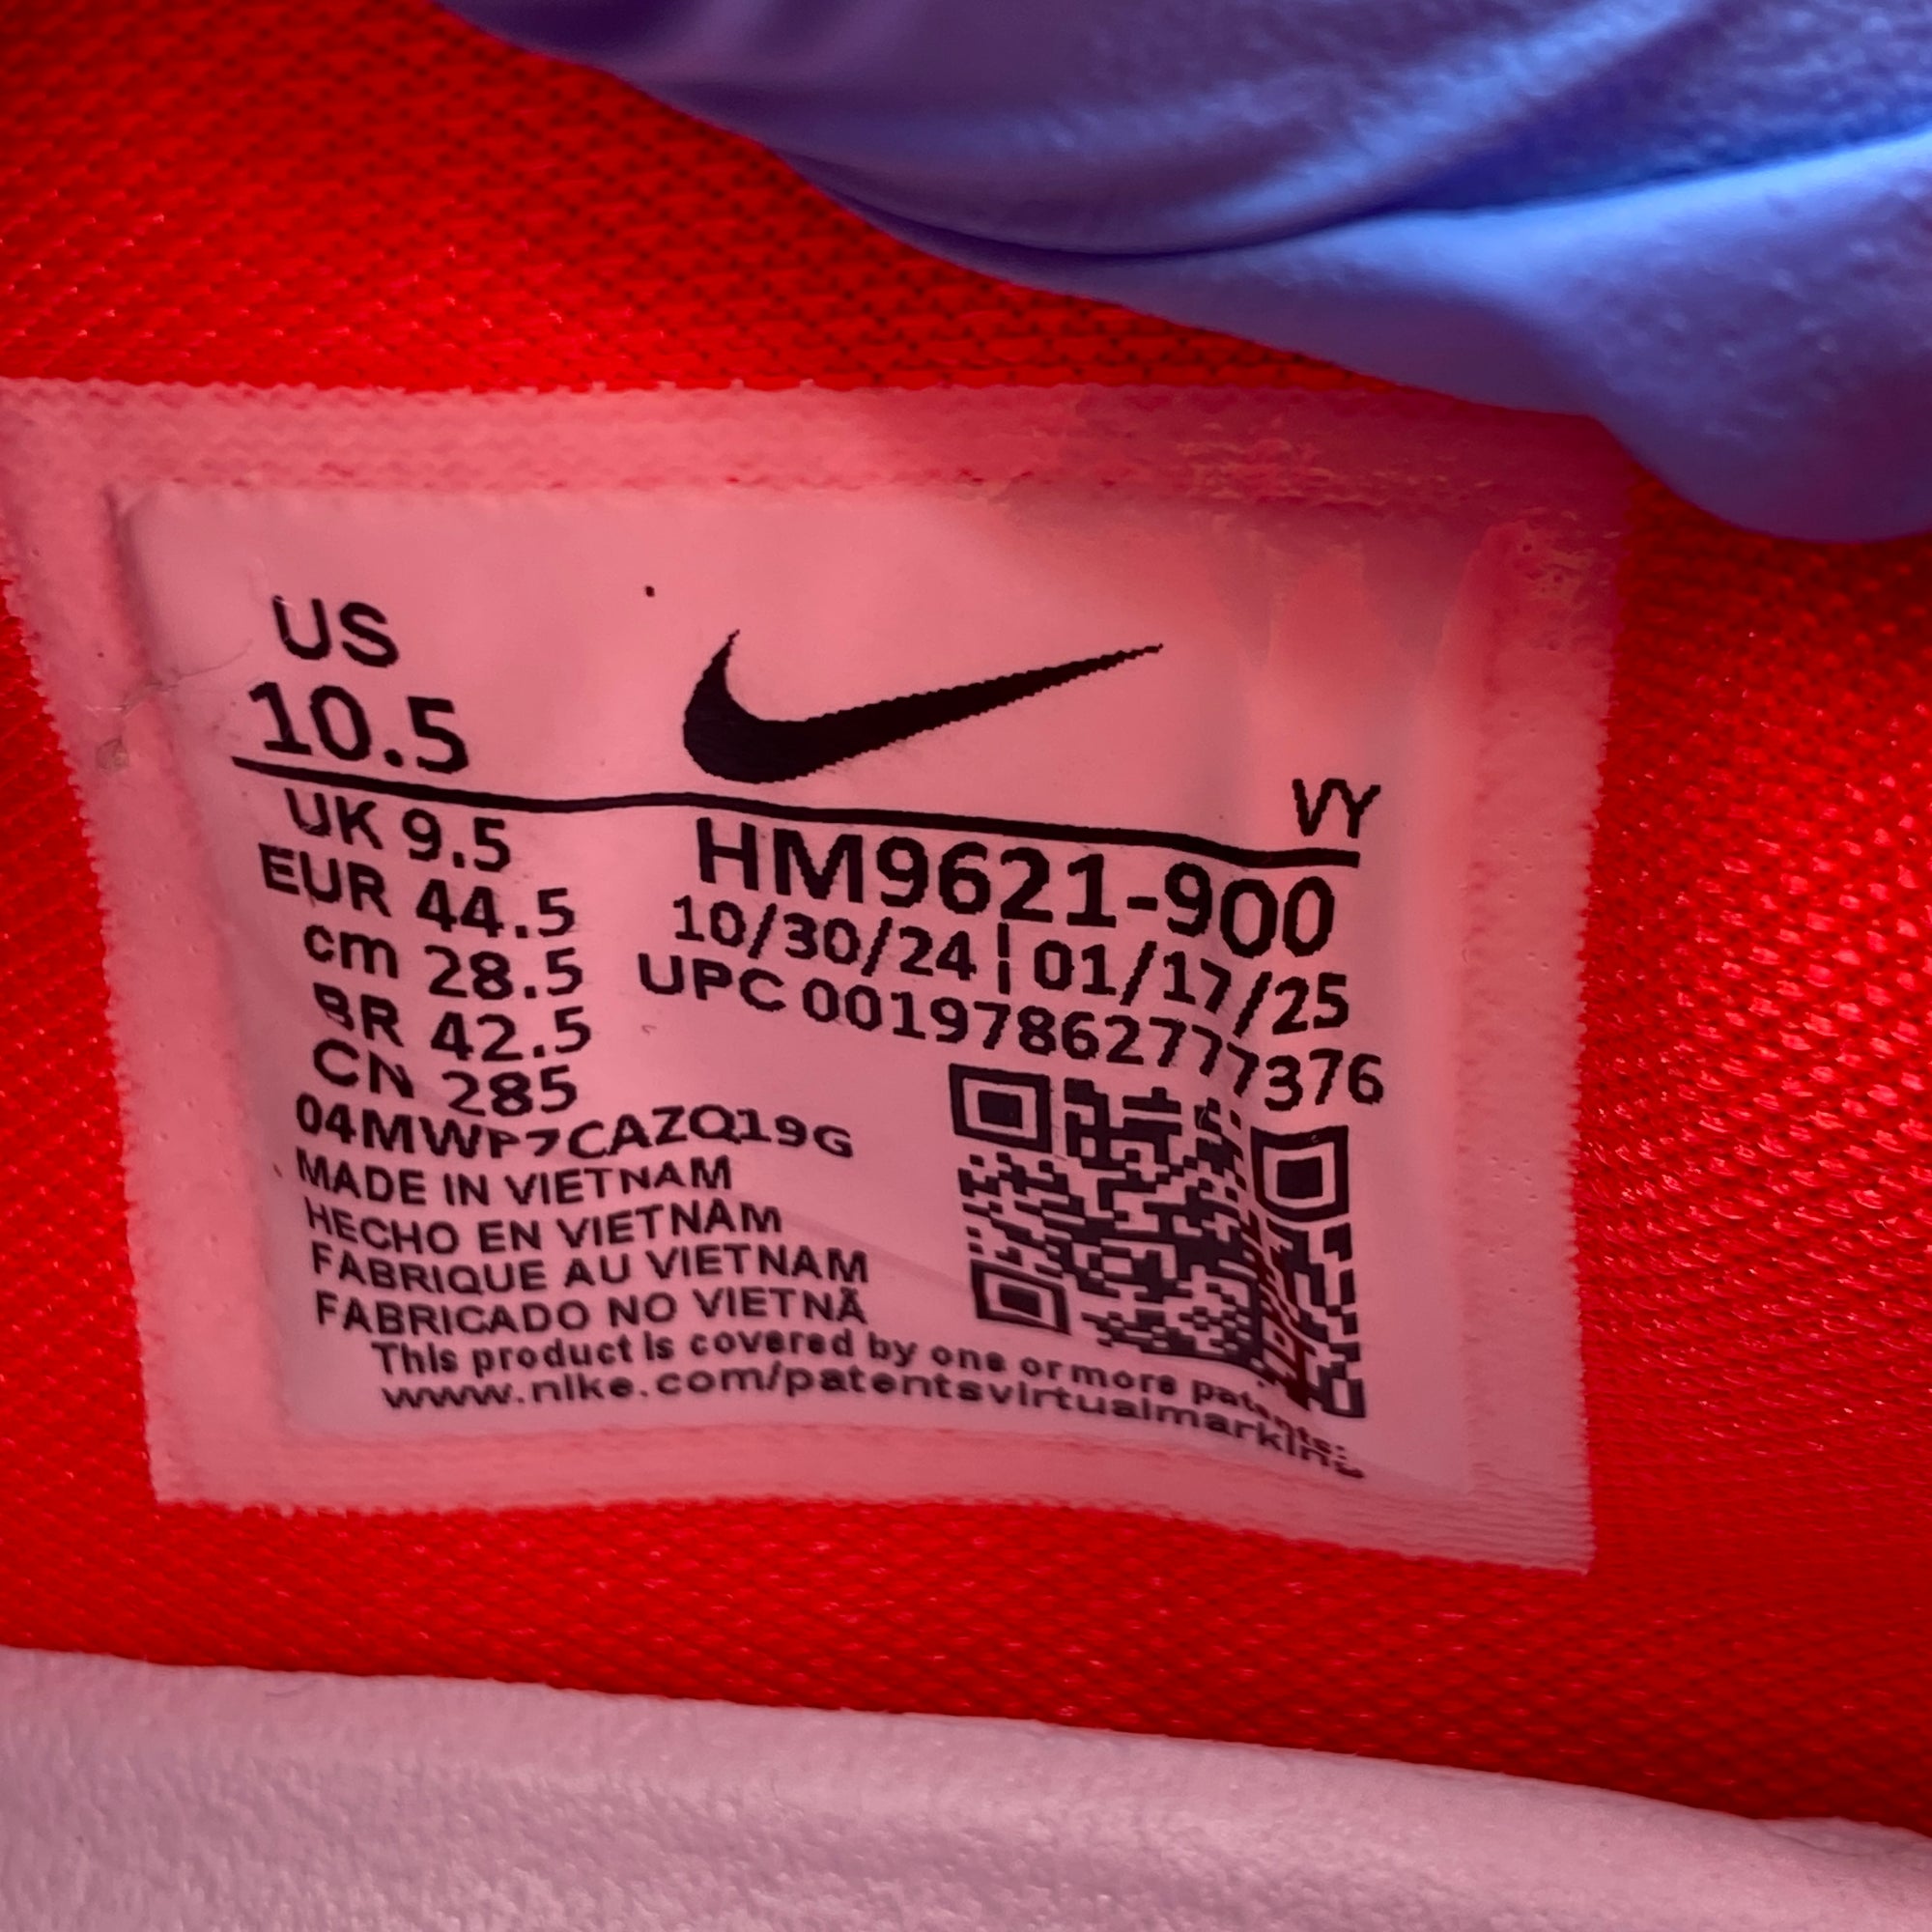 US
10.5
VY
UK 9.5
EUR 44.5
cm 28.5
BR 42.5
CN 285
HM9621-900
10/30/24 ¦ 01/17/25
UPC 00197862777376
04MWP7CAZQ19G
MADE IN VIETNAM
HECHO EN VIETNAM
FABRIQUE AU VIETNAM
FABRICADO NO VIETNÃ
This product is covered by one or more patents:
www.nike.com/patentsvirtualmarking